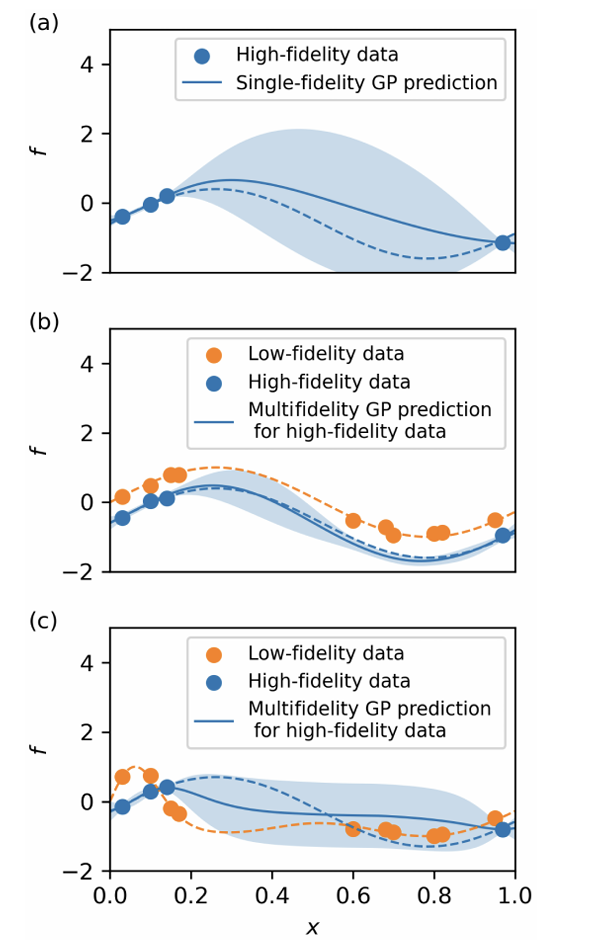 (a)
High-fidelity data
Single-fidelity GP prediction
4
2
0
−2
f
(b)
Low-fidelity data
High-fidelity data
Multifidelity GP prediction
for high-fidelity data
4
2
0
−2
f
(c)
Low-fidelity data
High-fidelity data
Multifidelity GP prediction
for high-fidelity data
4
2
0
−2
f
0.0 0.2 0.4 0.6 0.8 1.0
x